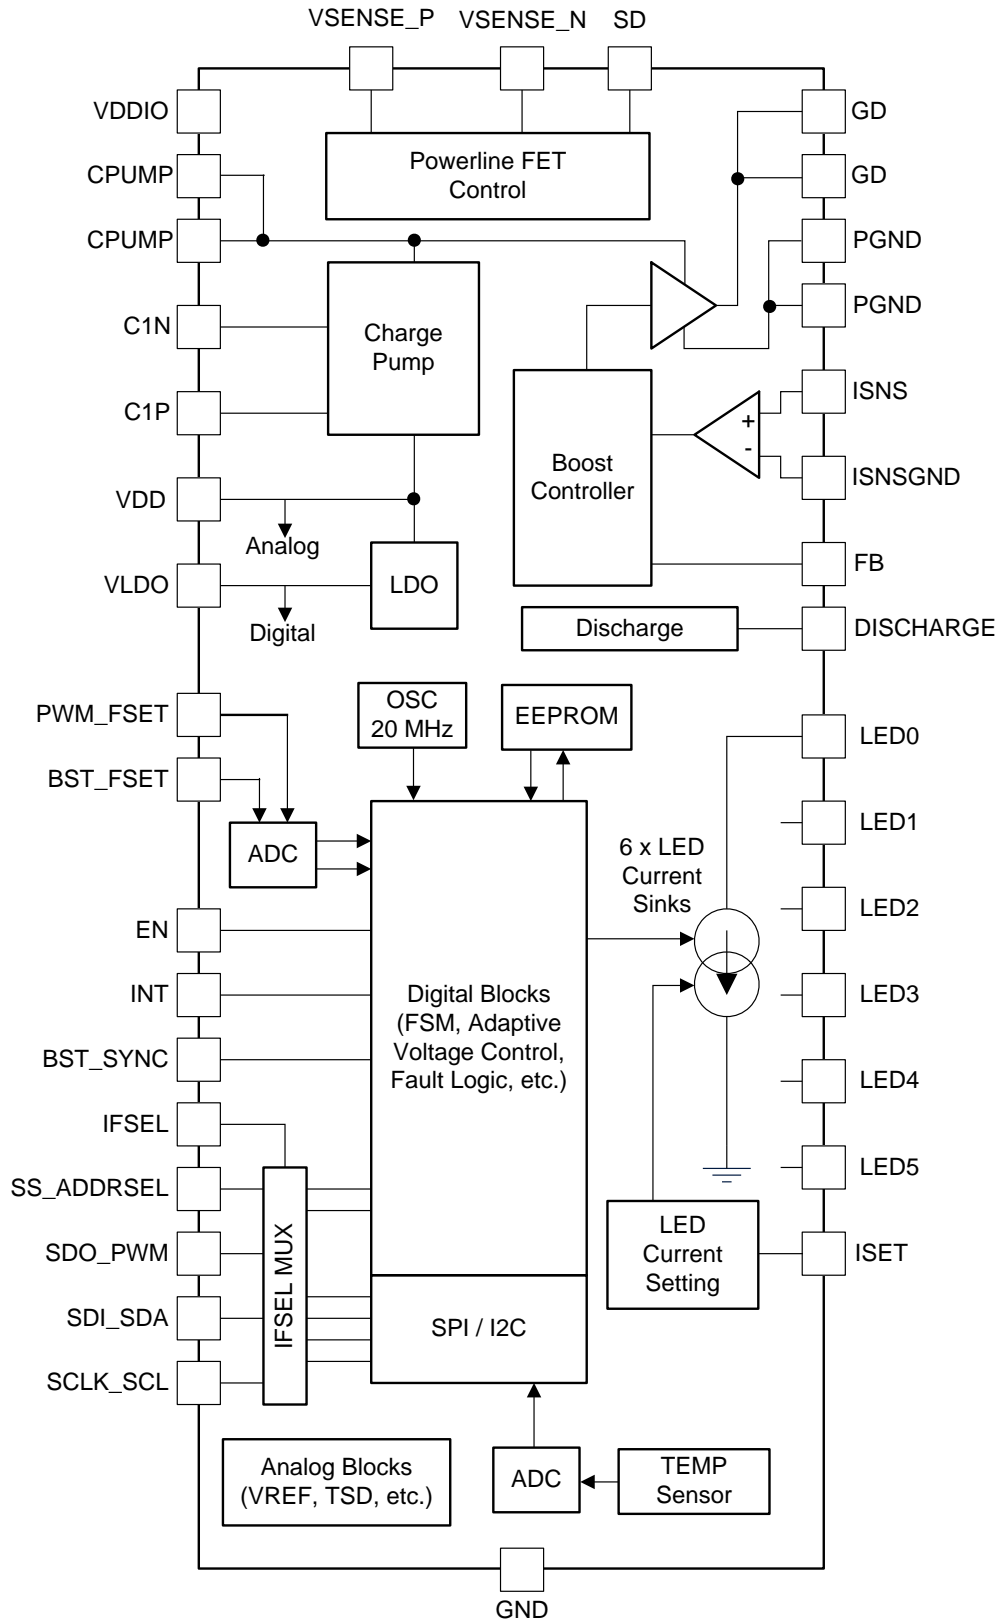 VSENSE_P
VSENSE_N
SD
VDDIO
CPUMP
CPUMP
C1N
C1P
VDD
VLDO
PWM_FSET
BST_FSET
EN
INT
BST_SYNC
IFSEL
SS_ADDRSEL
SDO_PWM
SDI_SDA
SCLK_SCL
Powerline FET
Control
Charge
Pump
Analog
LDO
Digital
Boost
Controller
+
-
Discharge
OSC
20 MHz
EEPROM
ADC
6 x LED
Current
Sinks
Digital Blocks
(FSM, Adaptive
Voltage Control,
Fault Logic, etc.)
IFSEL MUX
SPI / I2C
LED
Current
Setting
Analog Blocks
(VREF, TSD, etc.)
ADC
TEMP
Sensor
GD
GD
PGND
PGND
ISNS
ISNSGND
FB
DISCHARGE
LED0
LED1
LED2
LED3
LED4
LED5
ISET
GND